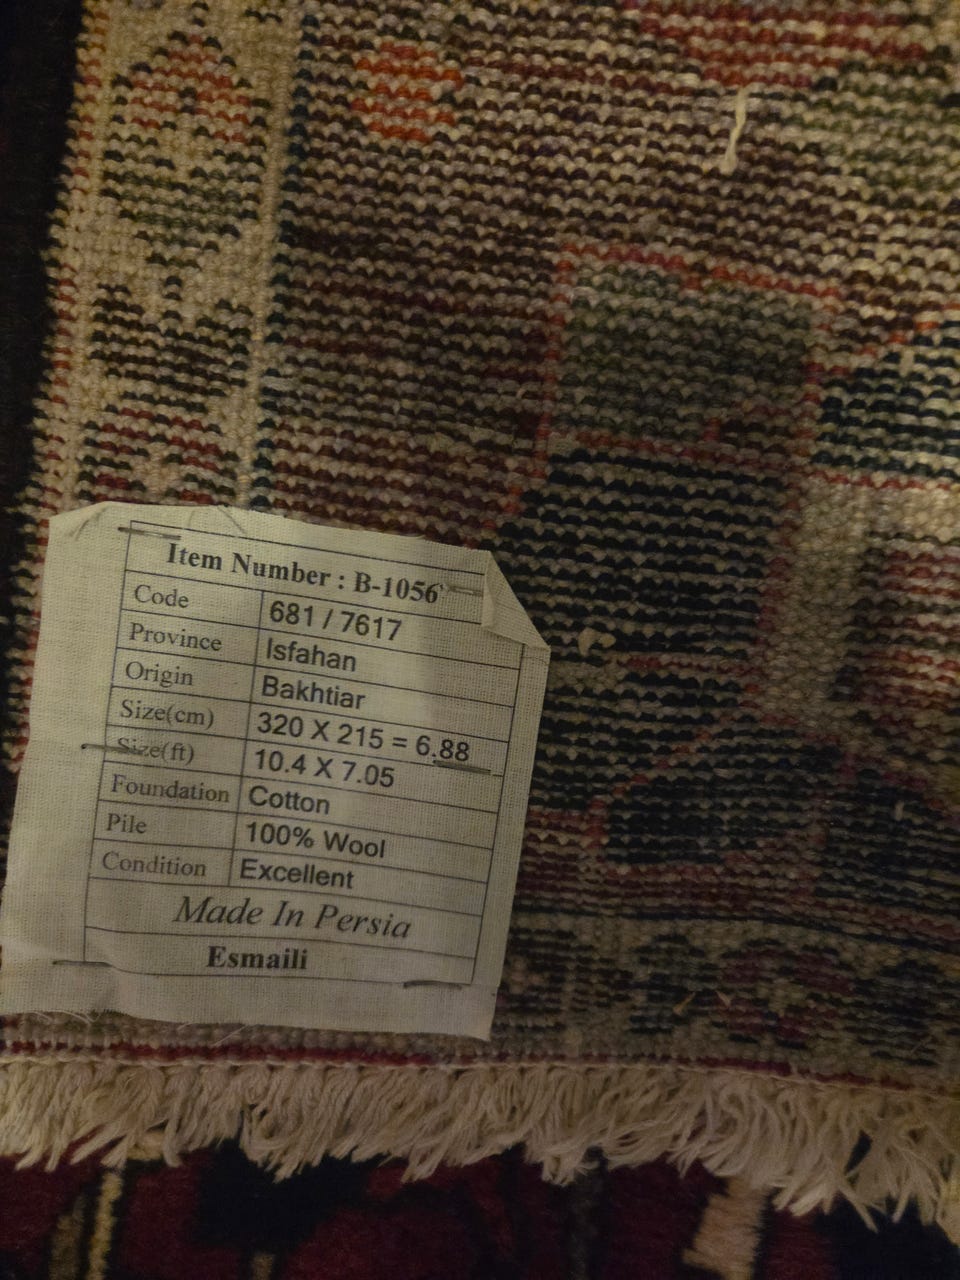 Item Number : B-1056
Code 681 / 7617
Province Isfahan
Origin Bakhtiar
Size(cm) 320 X 215 = 6.88
Size(ft) 10.4 X 7.05
Foundation Cotton
Pile 100% Wool
Condition Excellent
Made In Persia
Esmaili